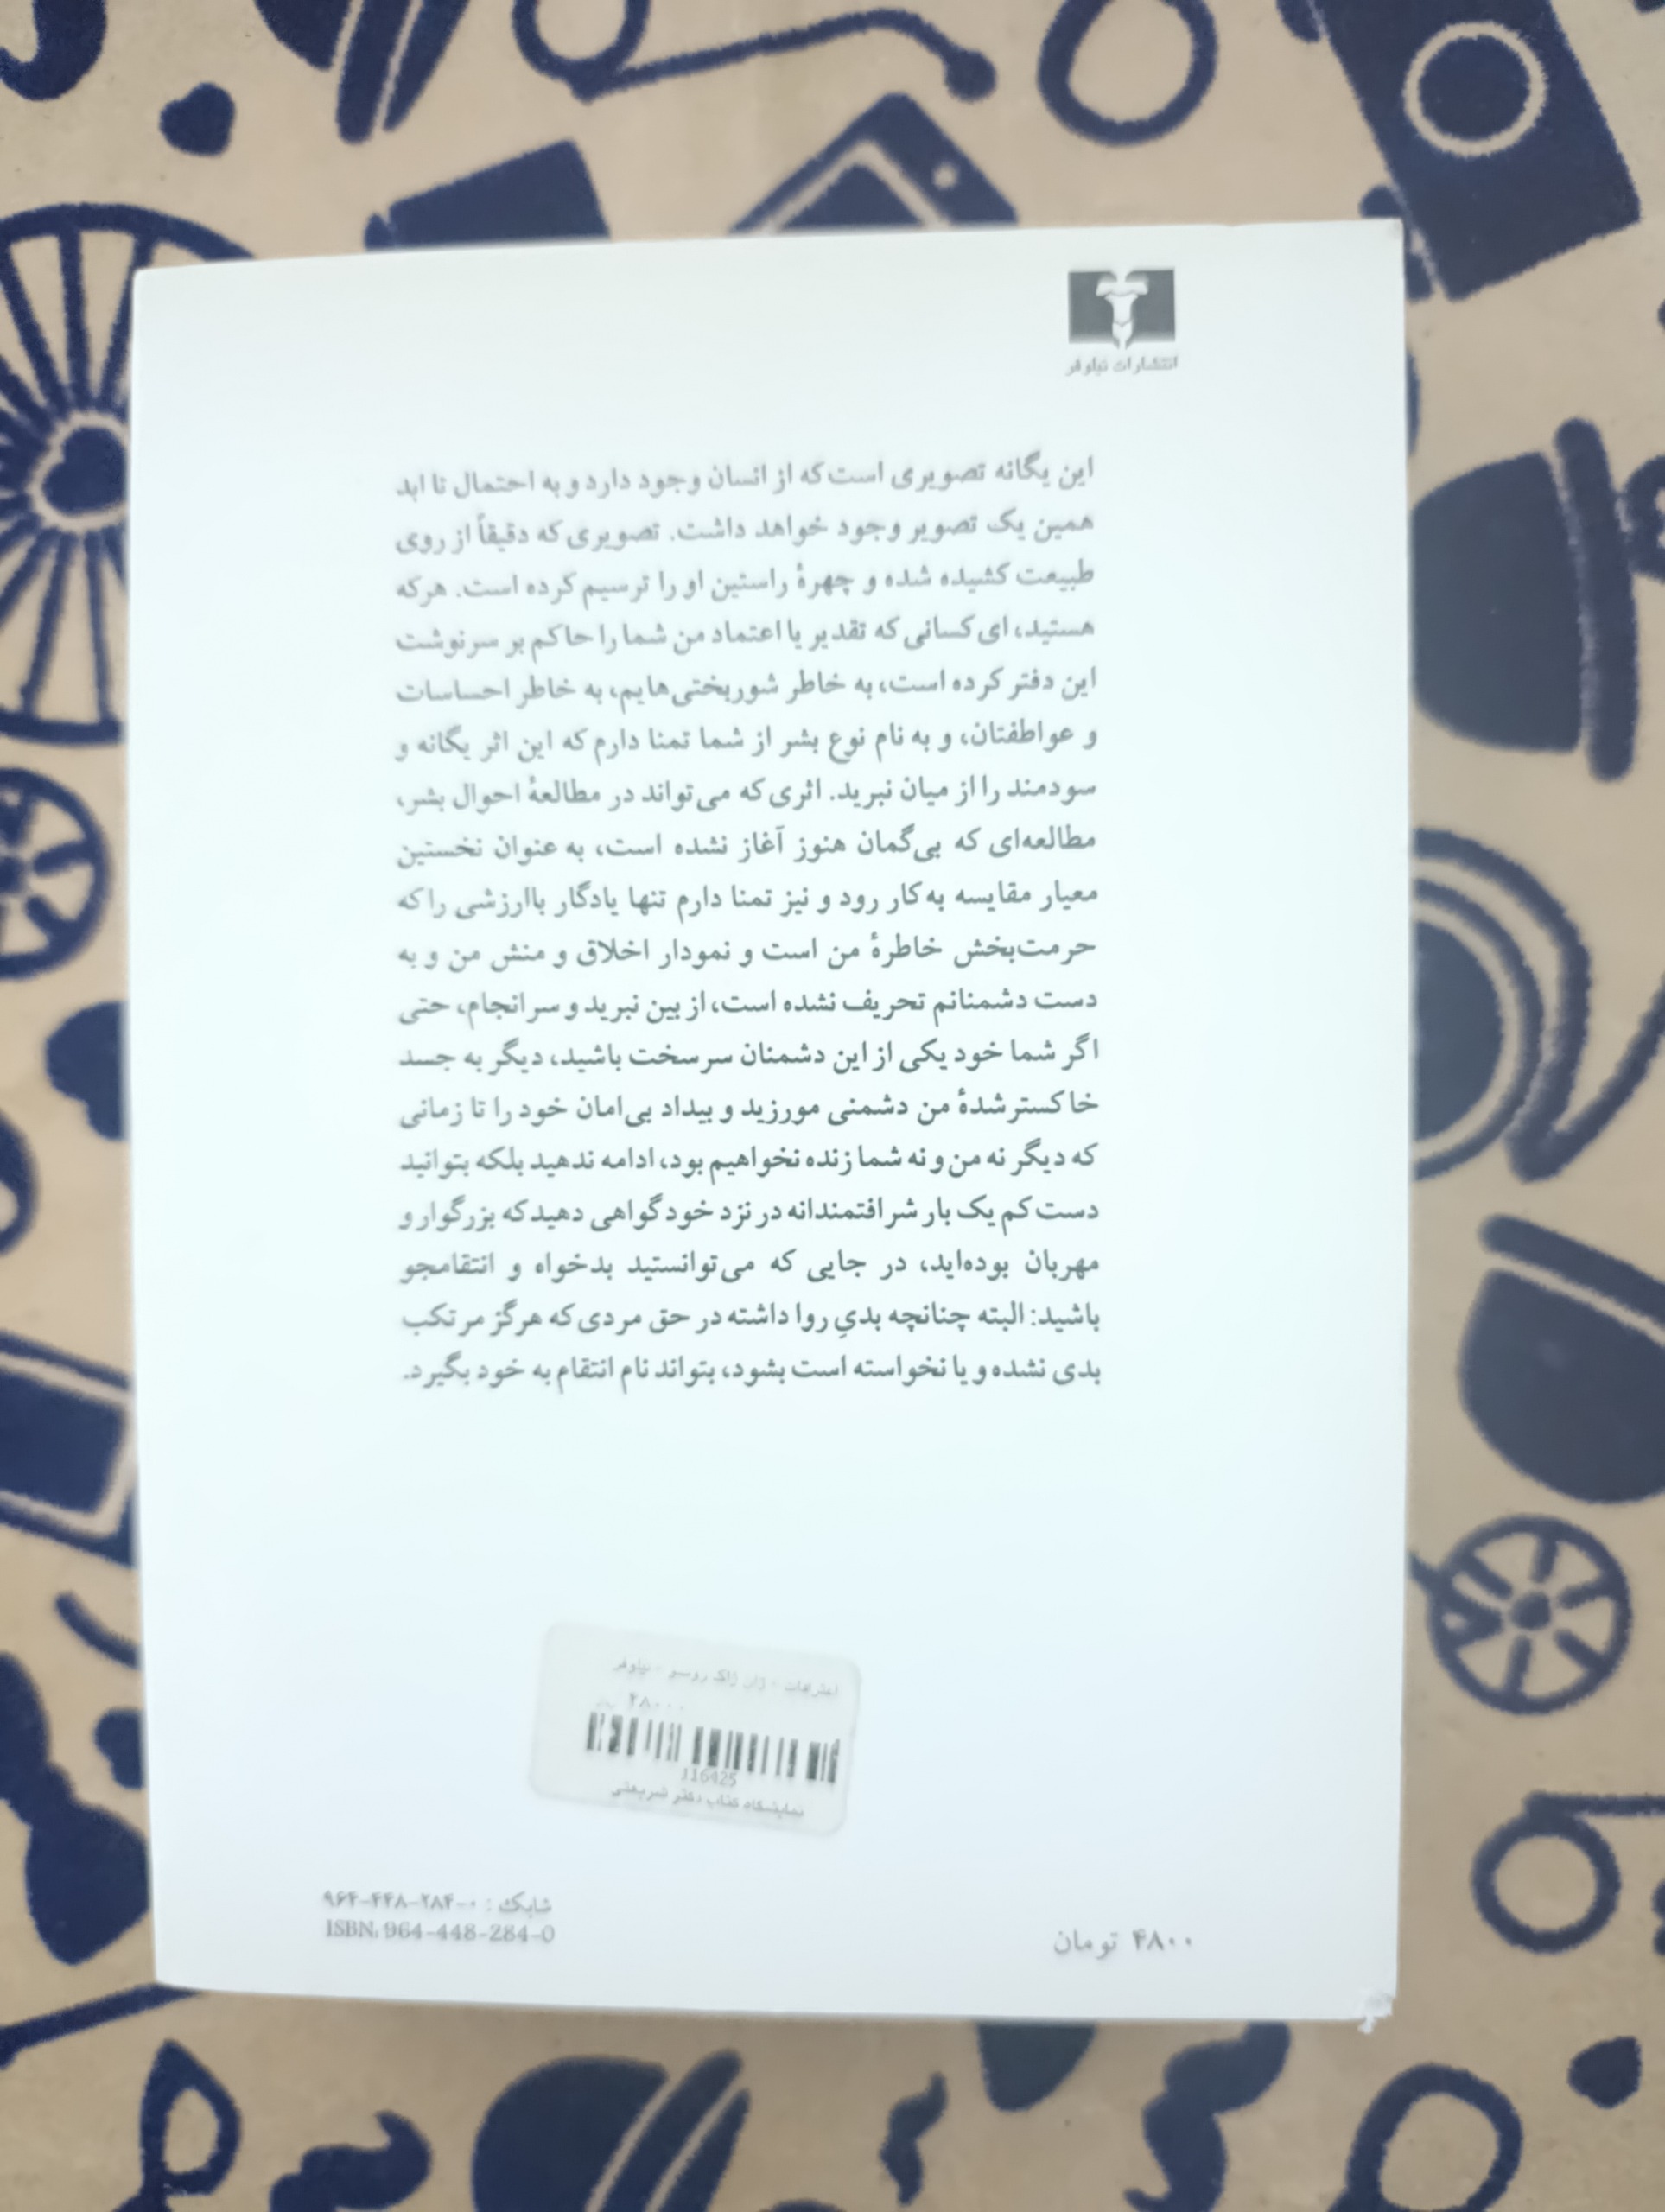 انتشارات نیلوفر
این یگانه تصویری است که از انسان وجود دارد و به احتمال تا ابد
همین یک تصویر وجود خواهد داشت. تصویری که دقیقاً از روی
طبیعت کشیده شده و چهرهٔ راستین او را ترسیم کرده است. هرکه
هستید، ای کسانی که تقدیر یا اعتماد من شما را حاکم بر سرنوشت
این دفتر کرده است، به خاطر شوربختی‌هایم، به خاطر احساسات
و عواطفتان، و به نام نوع بشر از شما تمنا دارم که این اثر یگانه و
سودمند را از میان نبرید. اثری که می‌تواند در مطالعهٔ احوال بشر،
مطالعه‌ای که بی‌گمان هنوز آغاز نشده است، به عنوان نخستین
معیار مقایسه به کار رود و نیز تمنا دارم تنها یادگار باارزشی را که
حرمت‌بخش خاطرهٔ من است و نمودار اخلاق و منش من و به
دست دشمنانم تحریف نشده است، از بین نبرید و سرانجام، حتی
اگر شما خود یکی از این دشمنان سرسخت باشید، دیگر به جسد
خاکسترشدهٔ من دشمنی مورزید و بیداد بی‌امان خود را تا زمانی
که دیگر نه من و نه شما زنده نخواهیم بود، ادامه ندهید بلکه بتوانید
دست کم یک بار شرافتمندانه در نزد خود گواهی دهید که بزرگوار و
مهربان بوده‌اید، در جایی که می‌توانستید بدخواه و انتقامجو
باشید: البته چنانچه بدیِ روا داشته در حق مردی که هرگز مرتکب
بدی نشده و یا نخواسته است بشود، بتواند نام انتقام به خود بگیرد.
اعترافات - ژان ژاک روسو - نیلوفر
۴۸۰۰۰
116425
نمایشگاه کتاب دکتر شریعتی
شابک: ۰-۲۸۴-۴۴۸-۹۶۴
ISBN: 964-448-284-0
۴۸۰۰ تومان